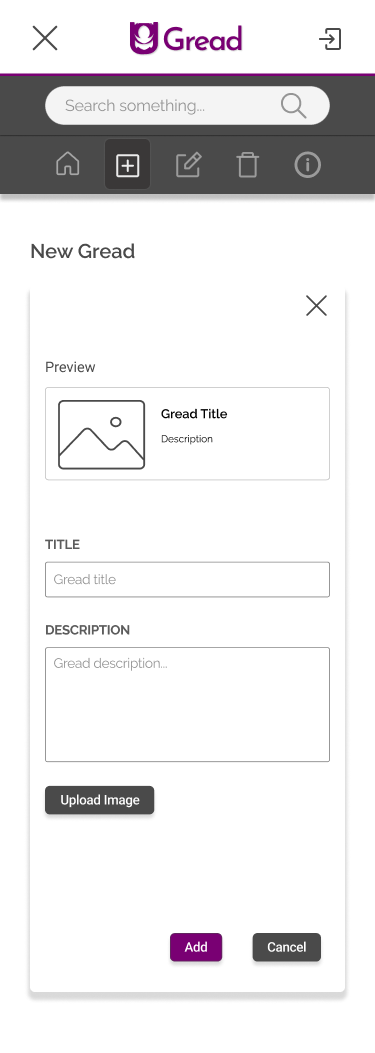 Gread
Search something...
New Gread
Preview
Gread Title
Description
TITLE
Gread title
DESCRIPTION
Gread description...
Upload Image
Add
Cancel